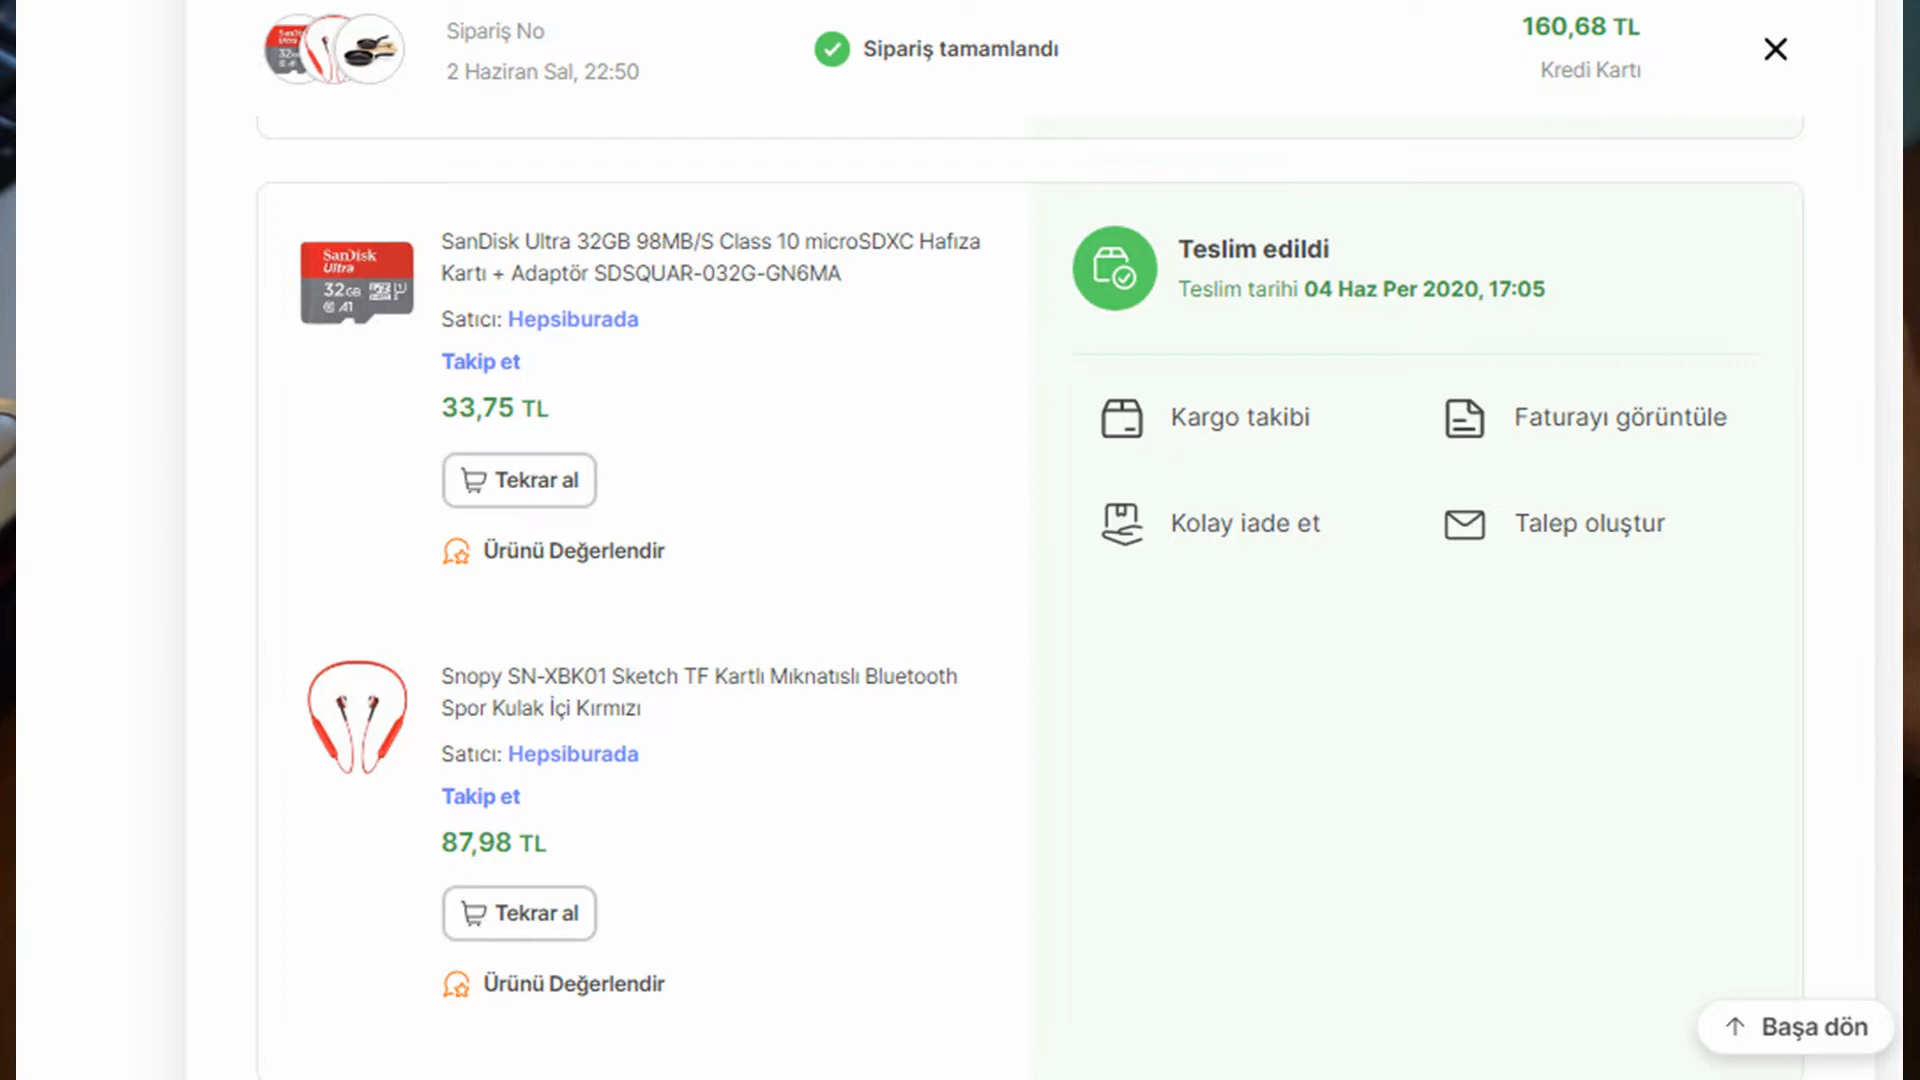 Sipariş No
2 Haziran Sal, 22:50
Sipariş tamamlandı
160,68 TL
Kredi Kartı
SanDisk
Ultra
32GB
A1
SanDisk Ultra 32GB 98MB/S Class 10 microSDXC Hafıza
Kartı + Adaptör SDSQUAR-032G-GN6MA
Satıcı: Hepsiburada
Takip et
33,75 TL
Tekrar al
Ürünü Değerlendir
Snopy SN-XBK01 Sketch TF Kartlı Mıknatıslı Bluetooth
Spor Kulak İçi Kırmızı
Satıcı: Hepsiburada
Takip et
87,98 TL
Tekrar al
Ürünü Değerlendir
Teslim edildi
Teslim tarihi 04 Haz Per 2020, 17:05
Kargo takibi
Faturayı görüntüle
Kolay iade et
Talep oluştur
Başa dön